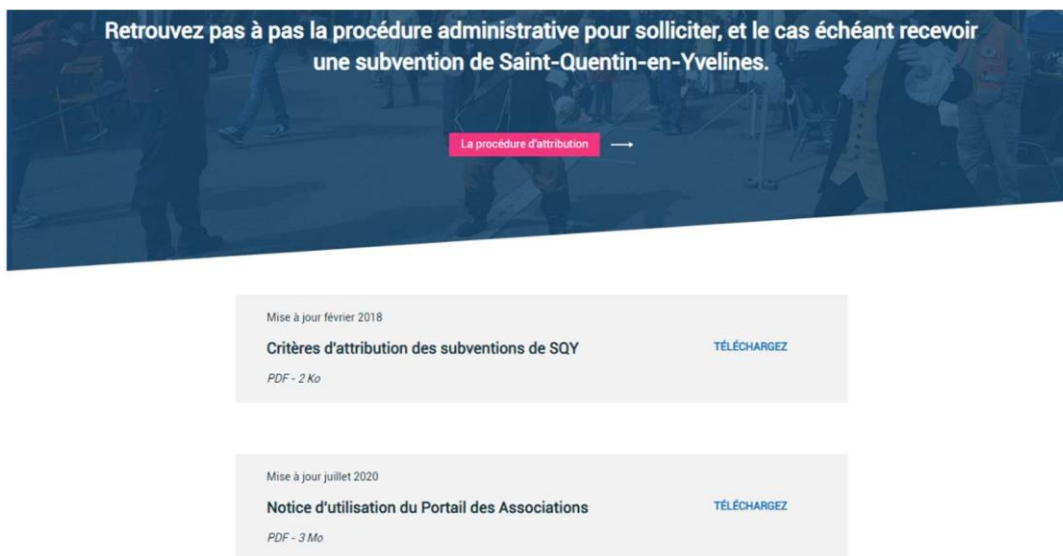 Retrouvez pas à pas la procédure administrative pour solliciter, et le cas échéant recevoir
une subvention de Saint-Quentin-en-Yvelines.
La procédure d'attribution →
Mise à jour février 2018
Critères d'attribution des subventions de SQY
TÉLÉCHARGEZ
PDF - 2 Ko
Mise à jour juillet 2020
Notice d'utilisation du Portail des Associations
TÉLÉCHARGEZ
PDF - 3 Mo